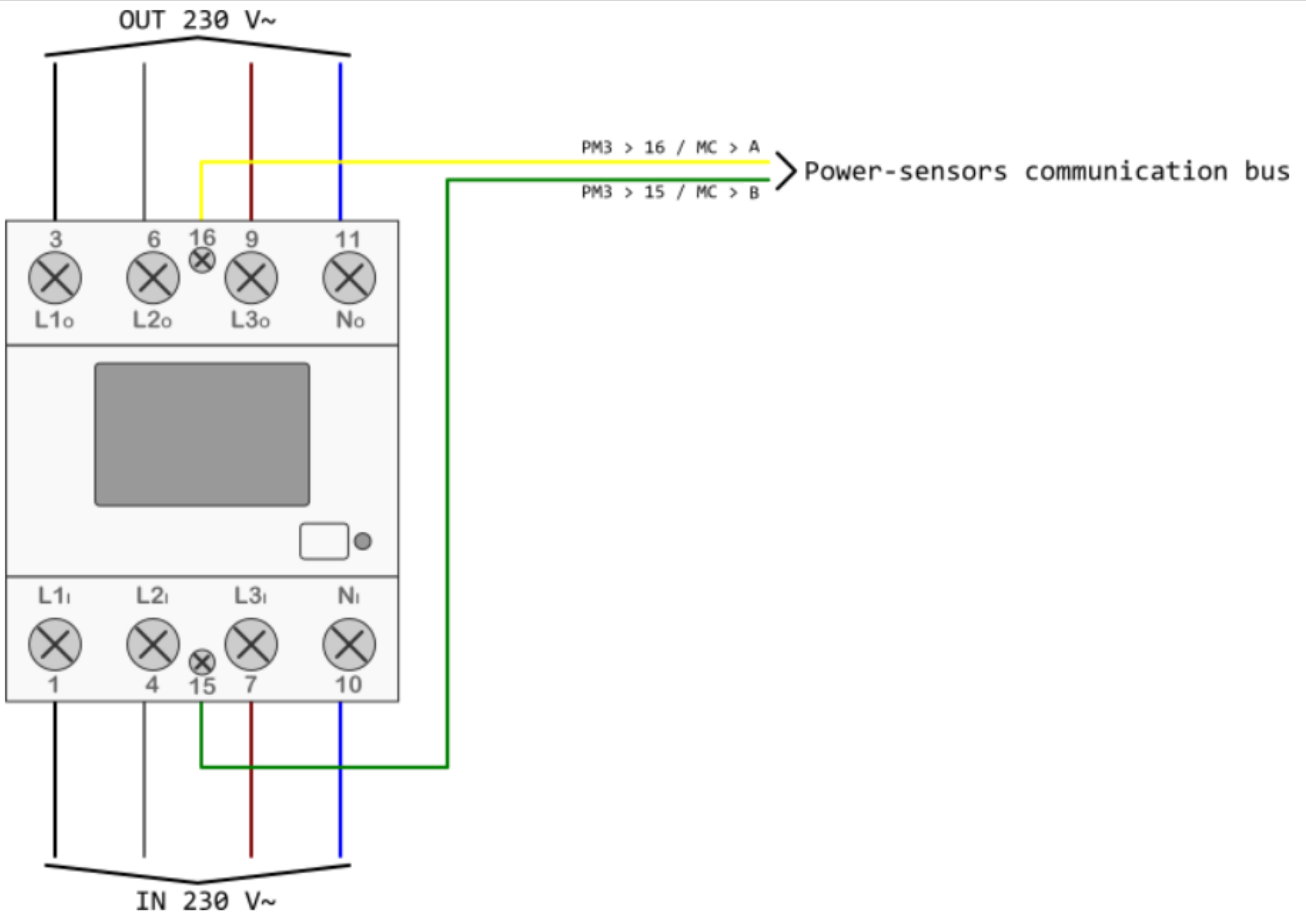 OUT 230 V~
PM3 > 16 / MC > A
Power-sensors communication bus
PM3 > 15 / MC > B
3 6 16 9 11
L1o L2o L3o No
L1I L2I L3I NI
1 4 15 7 10
IN 230 V~